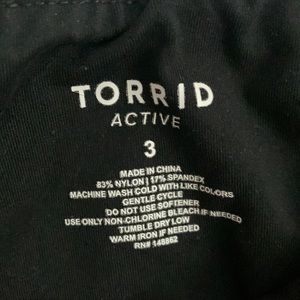 TORRID
ACTIVE
3
MADE IN CHINA
83% NYLON | 17% SPANDEX
MACHINE WASH COLD WITH LIKE COLORS
GENTLE CYCLE
DO NOT USE SOFTENER
USE ONLY NON-CHLORINE BLEACH IF NEEDED
TUMBLE DRY LOW
WARM IRON IF NEEDED
RN# 148862